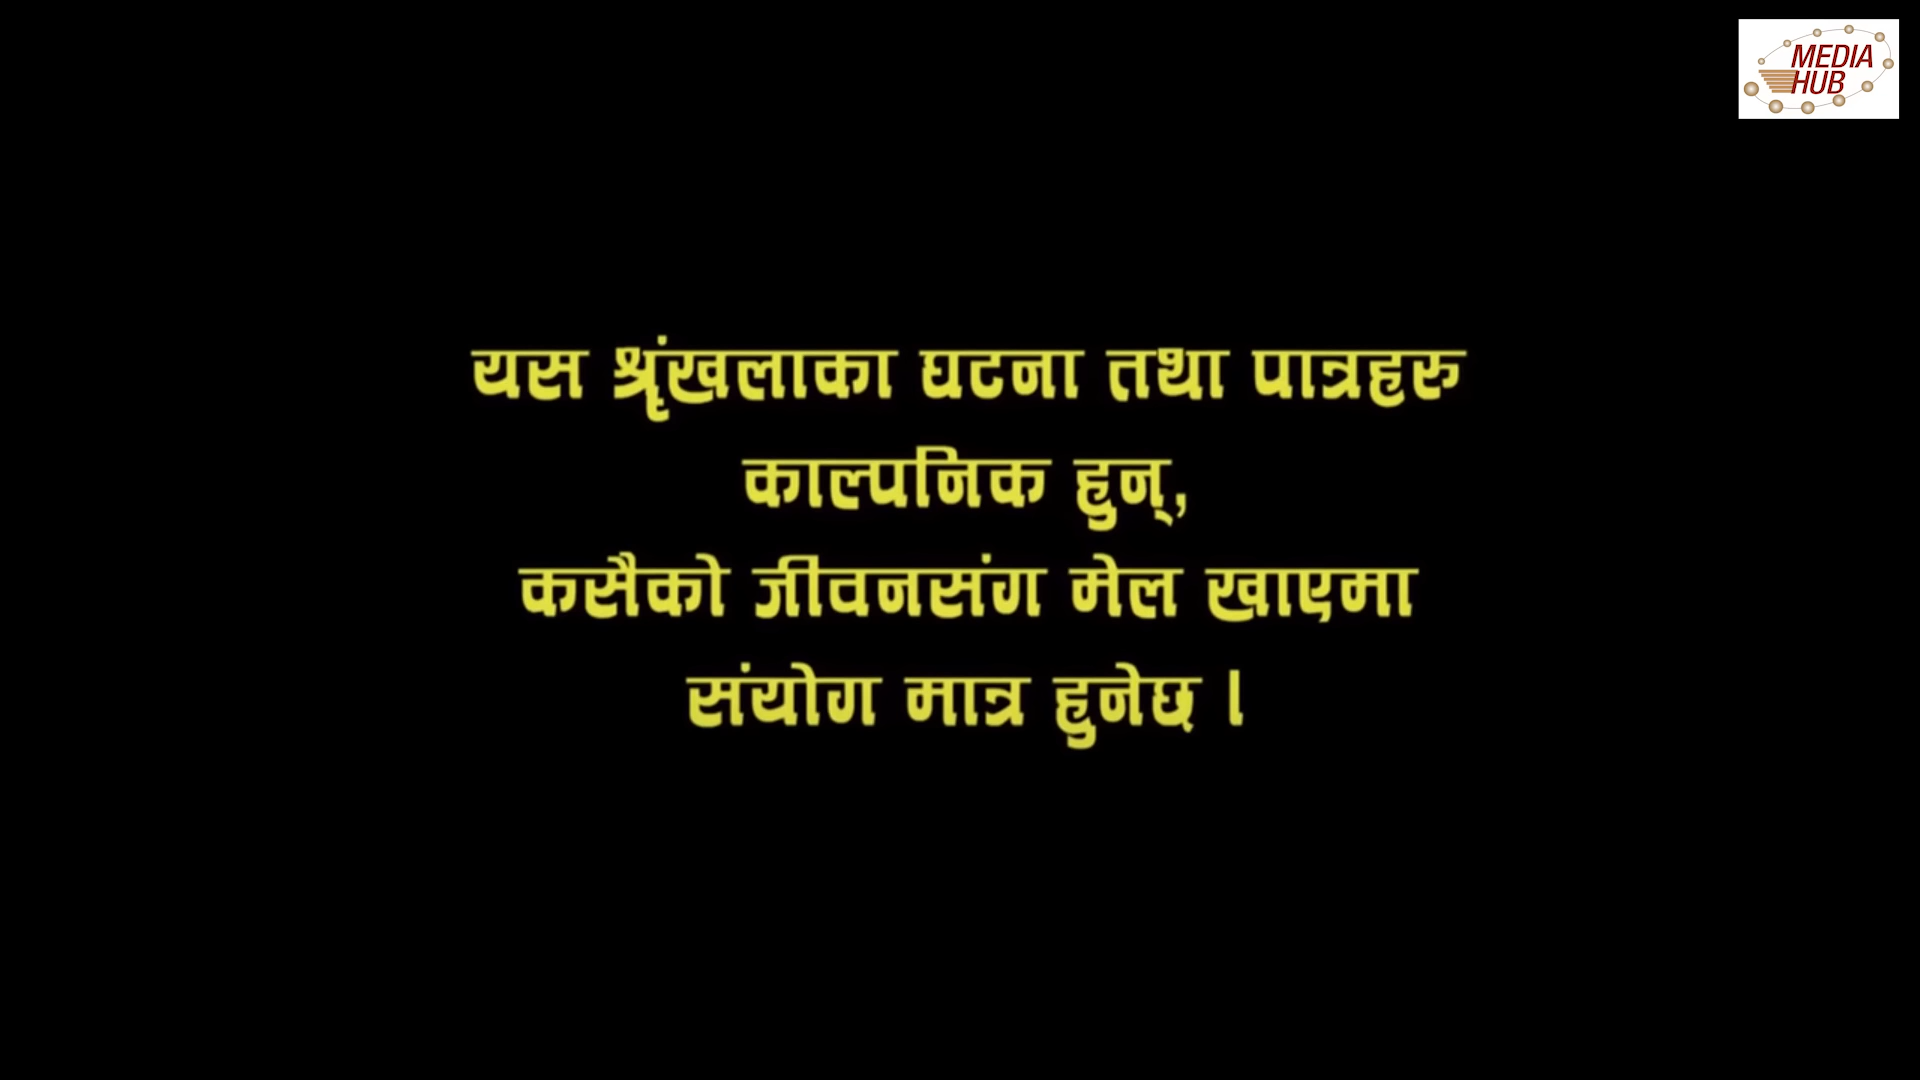 MEDIA
HUB
यस श्रृंखलाका घटना तथा पात्रहरु
काल्पनिक हुन्,
कसैको जीवनसंग मेल खाएमा
संयोग मात्र हुनेछ ।